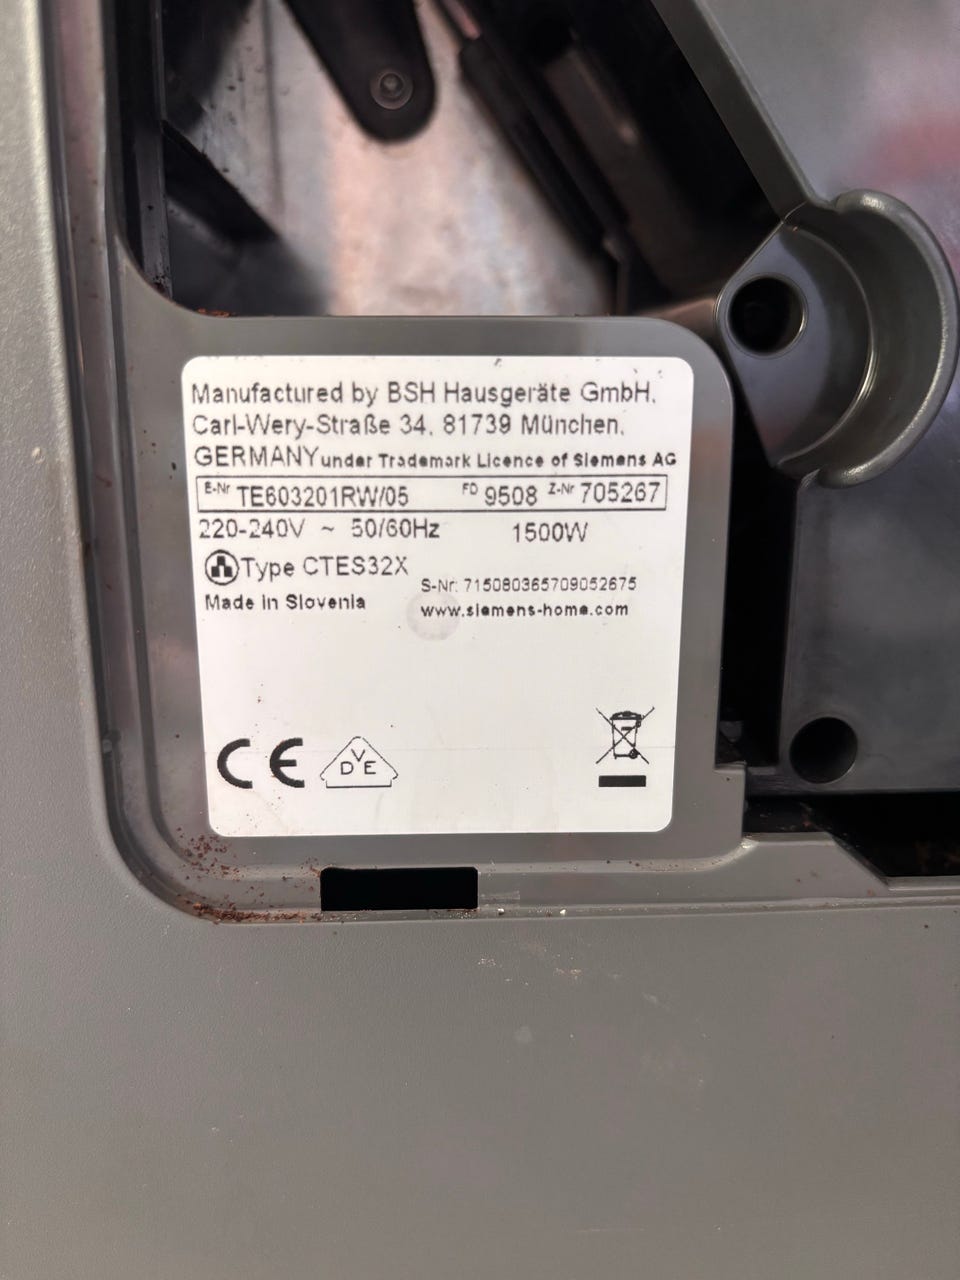 Manufactured by BSH Hausgeräte GmbH,
Carl-Wery-Straße 34, 81739 München,
GERMANY under Trademark Licence of Siemens AG
E-Nr TE603201RW/05 FD 9508 Z-Nr 705267
220-240V ~ 50/60Hz 1500W
Type CTES32X
S-Nr: 715080365709052675
Made in Slovenia
www.siemens-home.com
CE
VDE